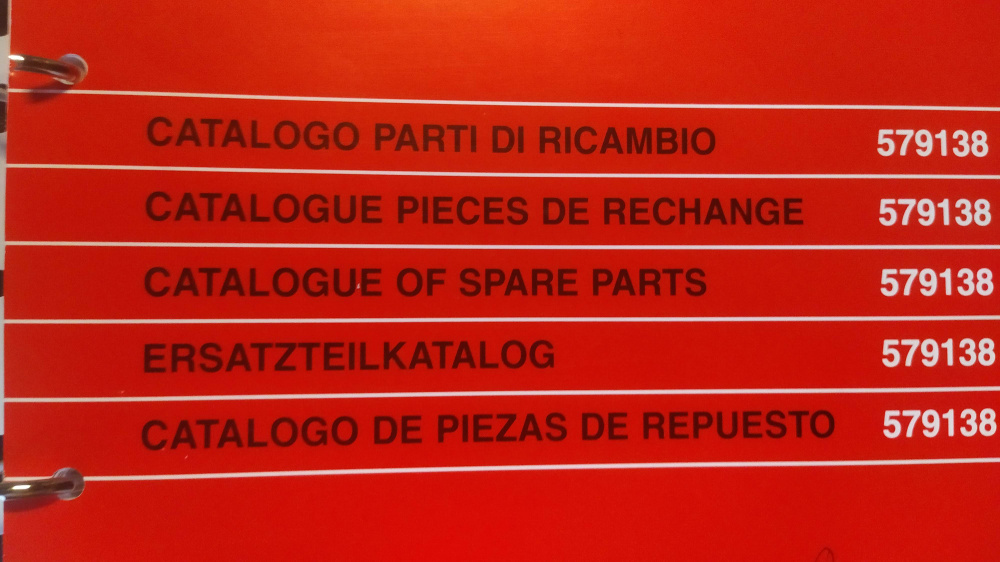 CATALOGO PARTI DI RICAMBIO 579138
CATALOGUE PIECES DE RECHANGE 579138
CATALOGUE OF SPARE PARTS 579138
ERSATZTEILKATALOG 579138
CATALOGO DE PIEZAS DE REPUESTO 579138